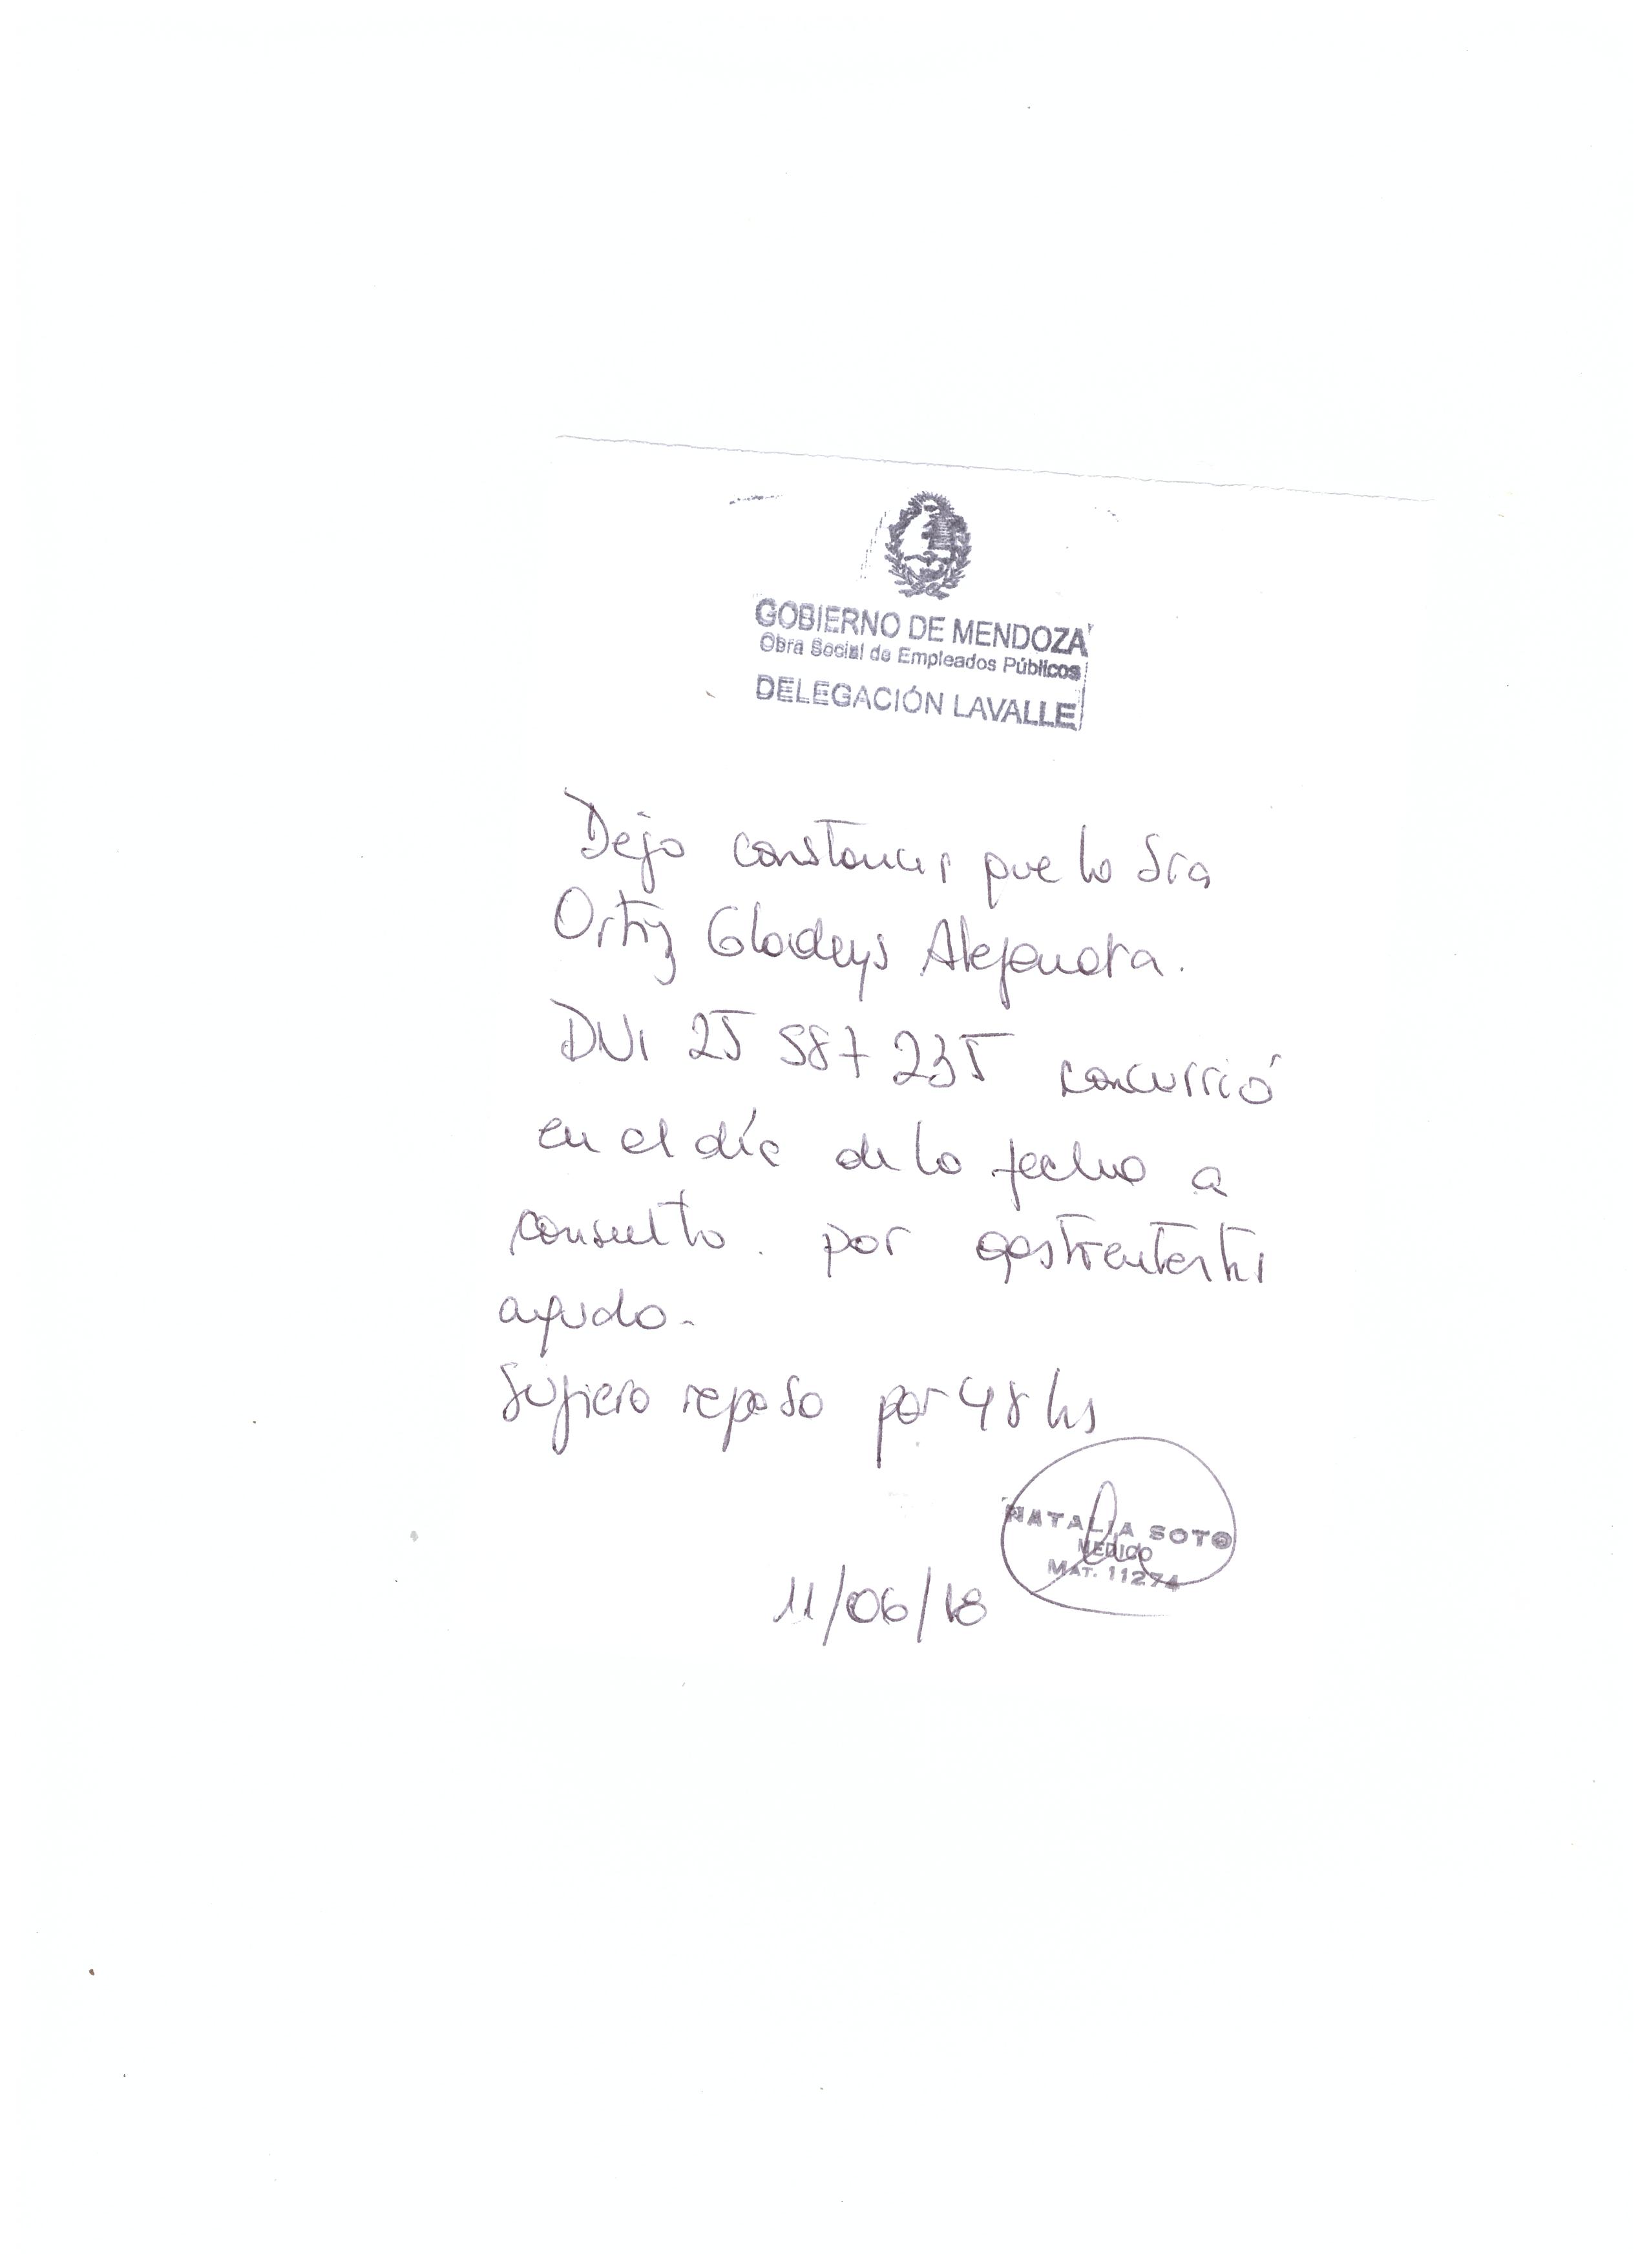 GOBIERNO DE MENDOZA
Obra Social de Empleados Públicos
DELEGACIÓN LAVALLE
Dejo constancia que la Sra
Ortiz Gladys Alejandra.
DNI 25 587 235 concurrió
en el día de la fecha a
consulta. por gastroenteritis
aguda.
Sugiero reposo por 48 hs
NATALIA SOTO
MEDICO
MAT. 11274
11/06/18